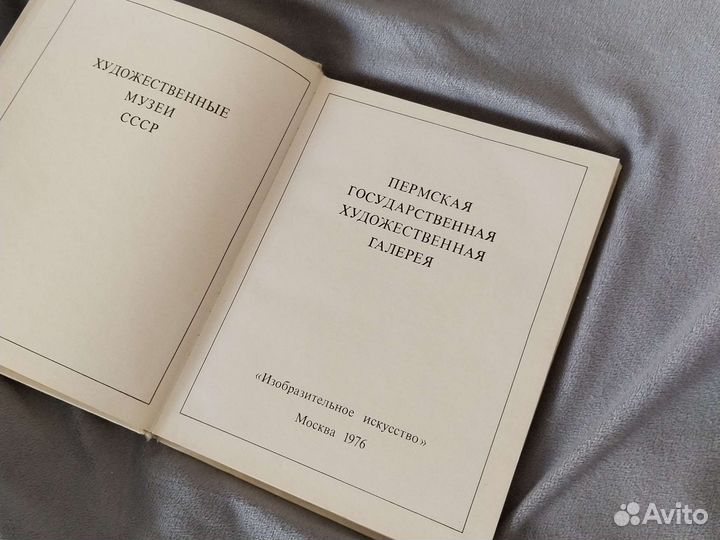 ХУДОЖЕСТВЕННЫЕ
МУЗЕИ
СССР
ПЕРМСКАЯ
ГОСУДАРСТВЕННАЯ
ХУДОЖЕСТВЕННАЯ
ГАЛЕРЕЯ
«Изобразительное искусство»
Москва 1976
Avito